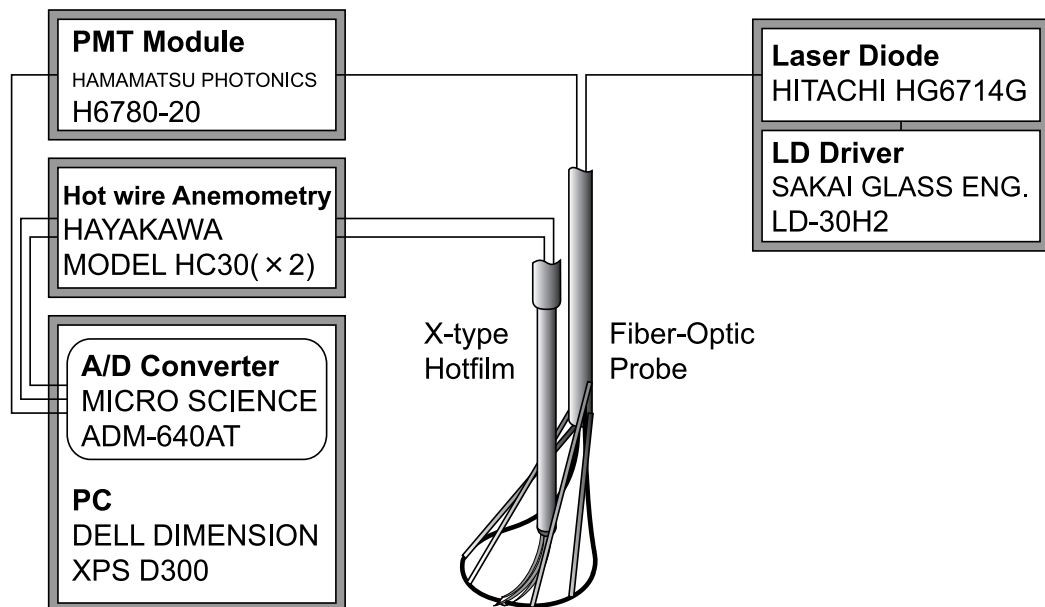 PMT Module
HAMAMATSU PHOTONICS
H6780-20
Laser Diode
HITACHI HG6714G
LD Driver
SAKAI GLASS ENG.
LD-30H2
Hot wire Anemometry
HAYAKAWA
MODEL HC30(×2)
X-type
Hotfilm
Fiber-Optic
Probe
A/D Converter
MICRO SCIENCE
ADM-640AT
PC
DELL DIMENSION
XPS D300